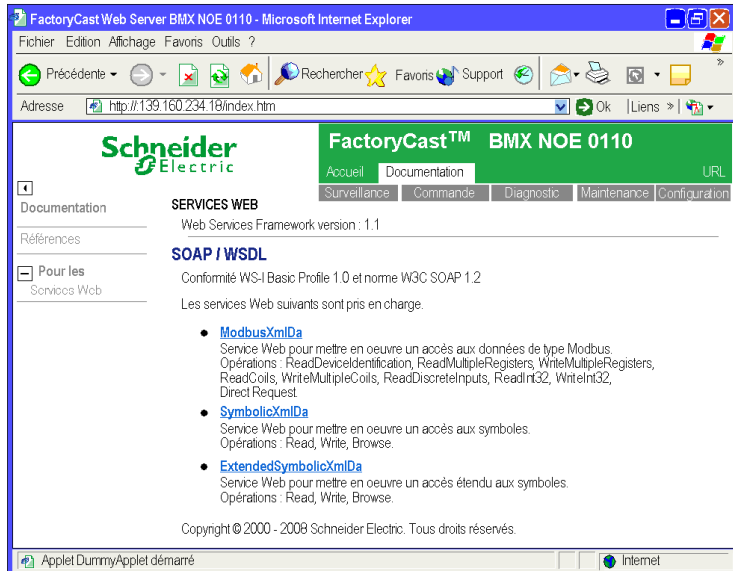 FactoryCast Web Server BMX NOE 0110 - Microsoft Internet Explorer
Fichier Edition Affichage Favoris Outils ?
Précédente Rechercher Favoris Support »
Adresse http://:139.160.234.18/index.htm Ok Liens »
Schneider Electric
FactoryCast™ BMX NOE 0110
Accueil Documentation URL
Surveillance Commande Diagnostic Maintenance Configuration
Documentation
Références
Pour les
Services Web
SERVICES WEB
Web Services Framework version : 1.1
SOAP / WSDL
Conformité WS-I Basic Profile 1.0 et norme W3C SOAP 1.2
Les services Web suivants sont pris en charge.
● ModbusXmlDa
Service Web pour mettre en oeuvre un accès aux données de type Modbus.
Opérations : ReadDeviceIdentification, ReadMultipleRegisters, WriteMultipleRegisters,
ReadCoils, WriteMultipleCoils, ReadDiscreteInputs, ReadInt32, WriteInt32,
Direct Request.
● SymbolicXmlDa
Service Web pour mettre en oeuvre un accès aux symboles.
Opérations : Read, Write, Browse.
● ExtendedSymbolicXmlDa
Service Web pour mettre en oeuvre un accès étendu aux symboles.
Opérations : Read, Write, Browse.
Copyright © 2000 - 2008 Schneider Electric. Tous droits réservés.
Applet DummyApplet démarré Internet